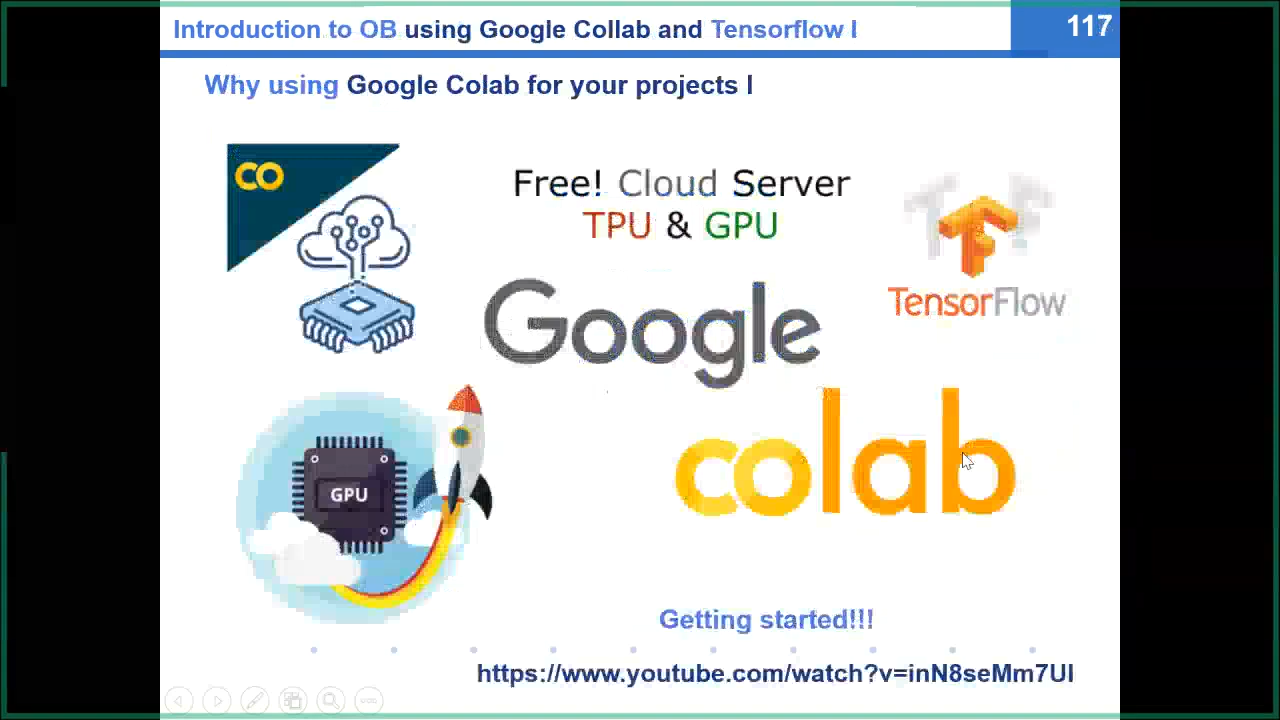 Introduction to OB using Google Collab and Tensorflow I
117
Why using Google Colab for your projects I
CO
Free! Cloud Server
TPU & GPU
TensorFlow
Google
colab
GPU
Getting started!!!
https://www.youtube.com/watch?v=inN8seMm7UI